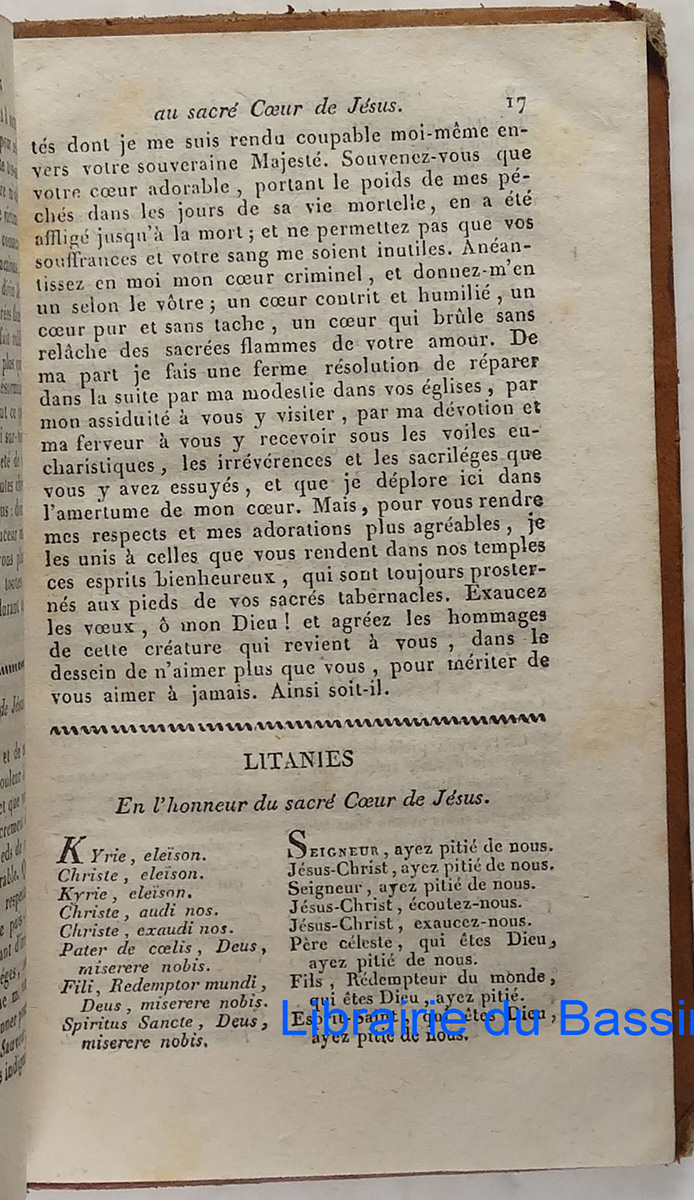 au sacré Cœur de Jésus. 17
tés dont je me suis rendu coupable moi-même en-
vers votre souveraine Majesté. Souvenez-vous que
votre cœur adorable, portant le poids de mes pé-
chés dans les jours de sa vie mortelle, en a été
affligé jusqu'à la mort; et ne permettez pas que vos
souffrances et votre sang me soient inutiles. Anéan-
tissez en moi mon cœur criminel, et donnez-m'en
un selon le vôtre; un cœur contrit et humilié, un
cœur pur et sans tache, un cœur qui brûle sans
relâche des sacrées flammes de votre amour. De
ma part je fais une ferme résolution de réparer
dans la suite par ma modestie dans vos églises, par
mon assiduité à vous y visiter, par ma dévotion et
ma ferveur à vous y recevoir sous les voiles eu-
charistiques, les irrévérences et les sacriléges que
vous y avez essuyés, et que je déplore ici dans
l'amertume de mon cœur. Mais, pour vous rendre
mes respects et mes adorations plus agréables, je
les unis à celles que vous rendent dans nos temples
ces esprits bienheureux, qui sont toujours proster-
nés aux pieds de vos sacrés tabernacles. Exaucez
les vœux, ô mon Dieu! et agréez les hommages
de cette créature qui revient à vous, dans le
dessein de n'aimer plus que vous, pour mériter de
vous aimer à jamais. Ainsi soit-il.
LITANIES
En l'honneur du sacré Cœur de Jésus.
KYrie, eleïson.
Christe, eleïson.
Kyrie, eleïson.
Christe, audi nos.
Christe, exaudi nos.
Pater de cœlis, Deus,
miserere nobis.
Fili, Redemptor mundi,
Deus, miserere nobis.
Spiritus Sancte, Deus,
miserere nobis.
SEIGNEUR, ayez pitié de nous.
Jésus-Christ, ayez pitié de nous.
Seigneur, ayez pitié de nous.
Jésus-Christ, écoutez-nous.
Jésus-Christ, exaucez-nous.
Père céleste, qui êtes Dieu,
ayez pitié de nous.
Fils, Rédempteur du monde,
qui êtes Dieu, ayez pitié.
Esprit-saint, qui êtes Dieu,
ayez pitié de nous.
Librairie du Bassin